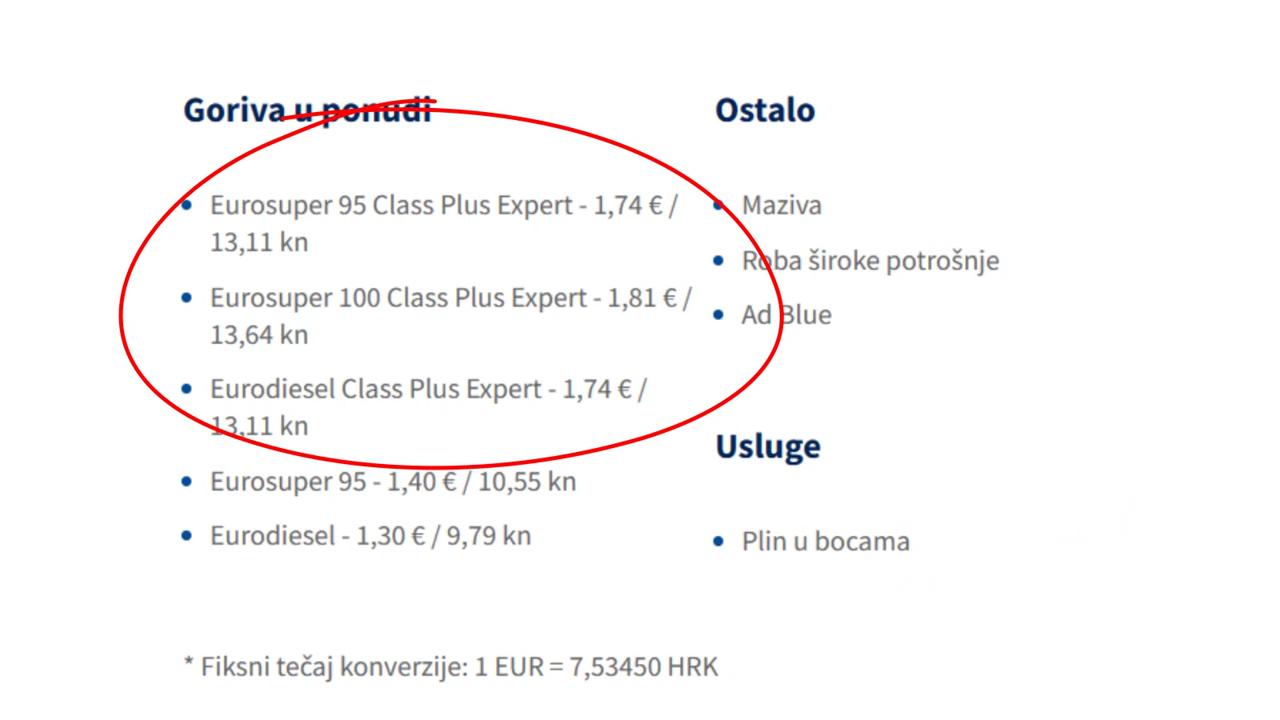 Goriva u ponudi
Eurosuper 95 Class Plus Expert - 1,74 € /
13,11 kn
Eurosuper 100 Class Plus Expert - 1,81 € /
13,64 kn
Eurodiesel Class Plus Expert - 1,74 € /
13,11 kn
Eurosuper 95 - 1,40 € / 10,55 kn
Eurodiesel - 1,30 € / 9,79 kn
Ostalo
Maziva
Roba široke potrošnje
Ad Blue
Usluge
Plin u bocama
* Fiksni tečaj konverzije: 1 EUR = 7,53450 HRK